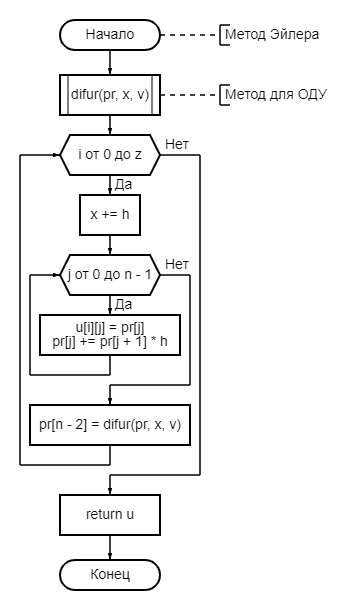 Начало
Метод Эйлера
difur(pr, x, v)
Метод для ОДУ
i от 0 до z
Нет
Да
x += h
j от 0 до n - 1
Нет
Да
u[i][j] = pr[j]
pr[j] += pr[j + 1] * h
pr[n - 2] = difur(pr, x, v)
return u
Конец